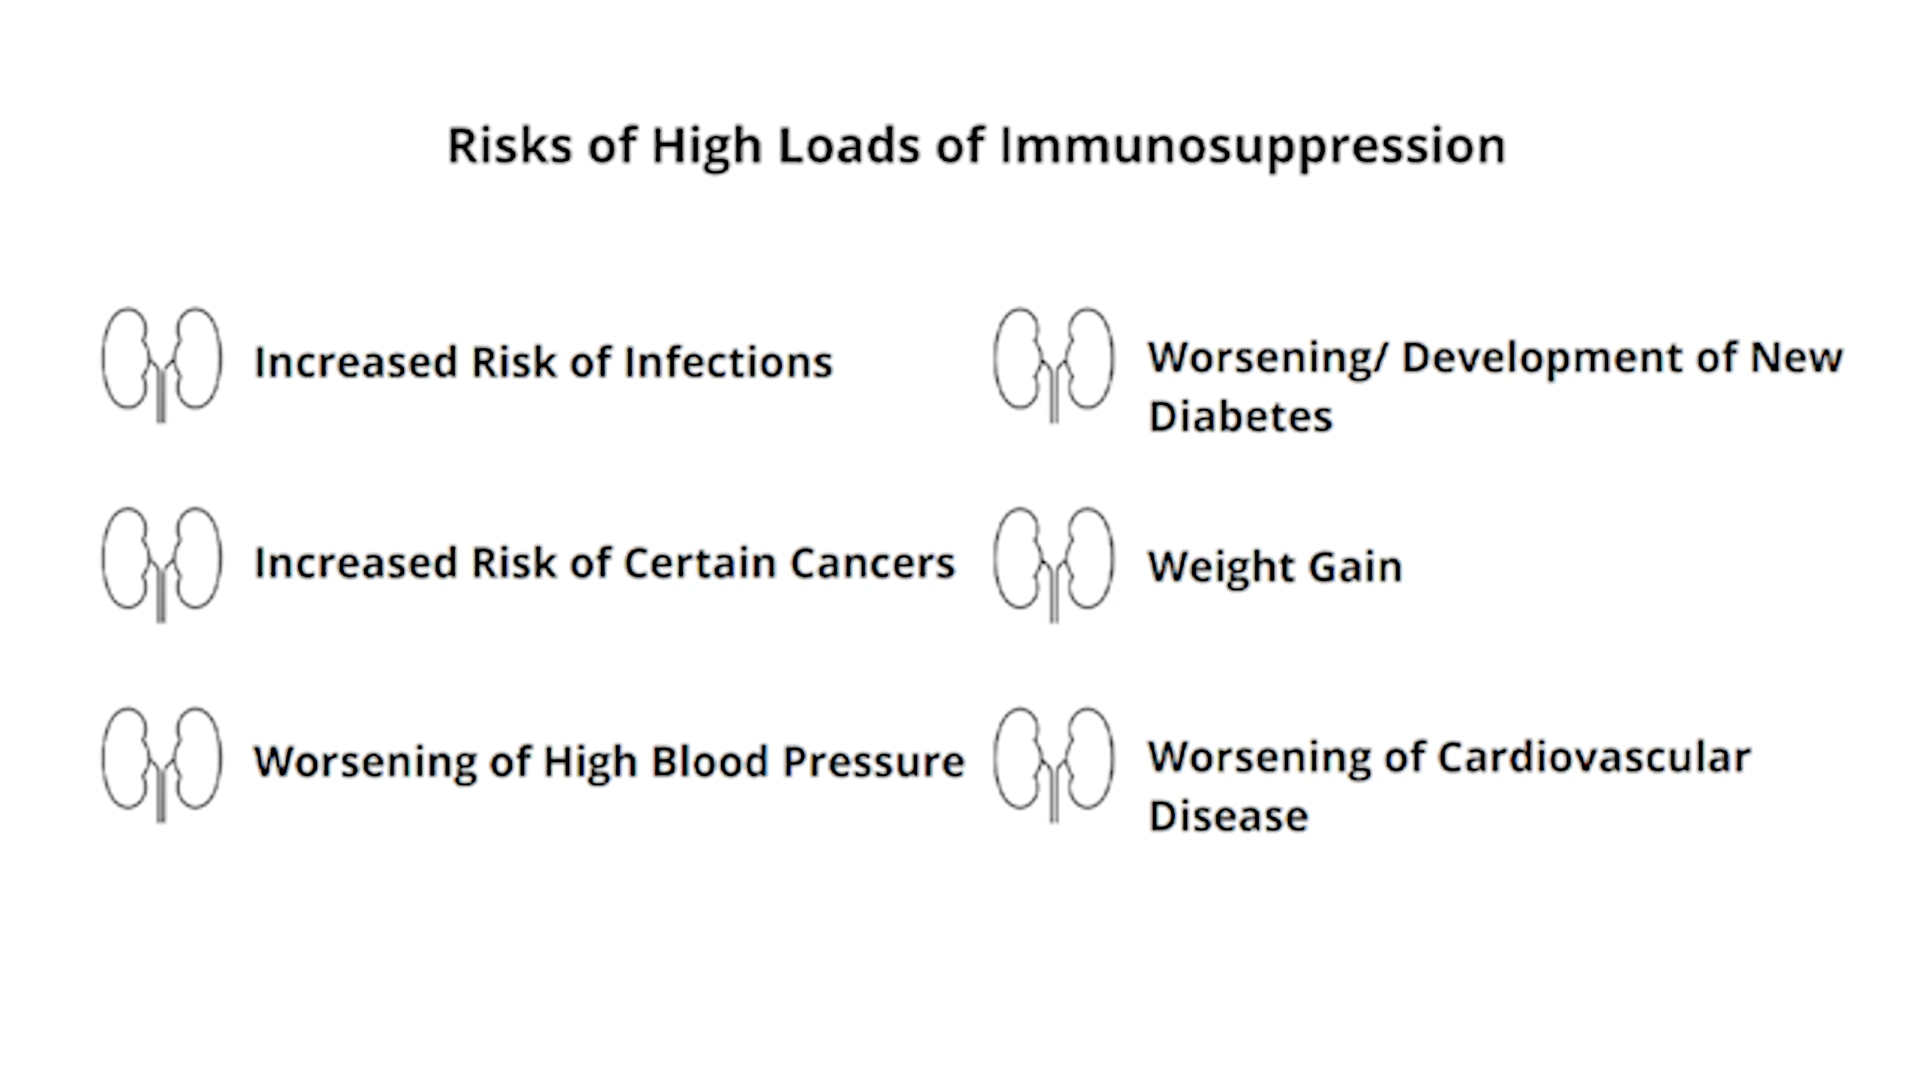 Risks of High Loads of Immunosuppression
Increased Risk of Infections
Increased Risk of Certain Cancers
Worsening of High Blood Pressure
Worsening/ Development of New
Diabetes
Weight Gain
Worsening of Cardiovascular
Disease